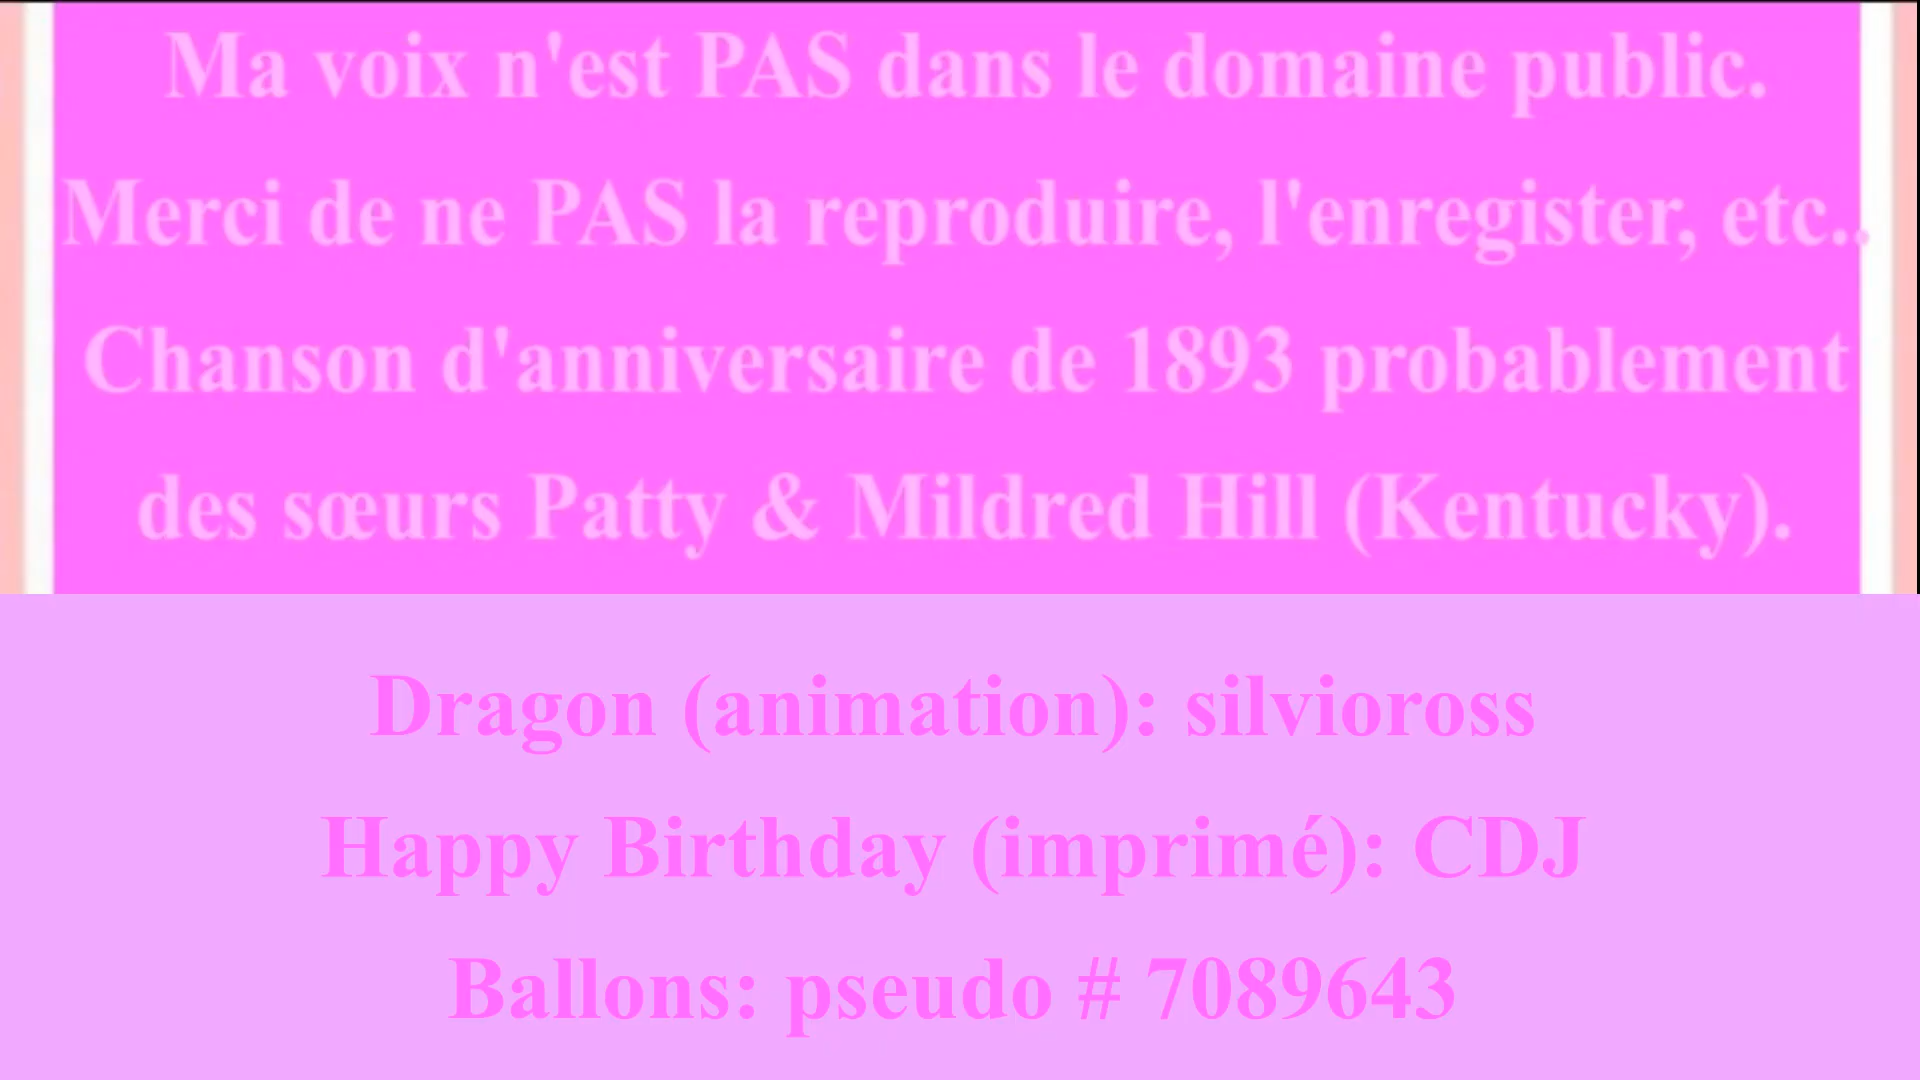 Ma voix n'est PAS dans le domaine public.
Merci de ne PAS la reproduire, l'enregister, etc..
Chanson d'anniversaire de 1893 probablement
des sœurs Patty & Mildred Hill (Kentucky).
Dragon (animation): silvioross
Happy Birthday (imprimé): CDJ
Ballons: pseudo # 7089643